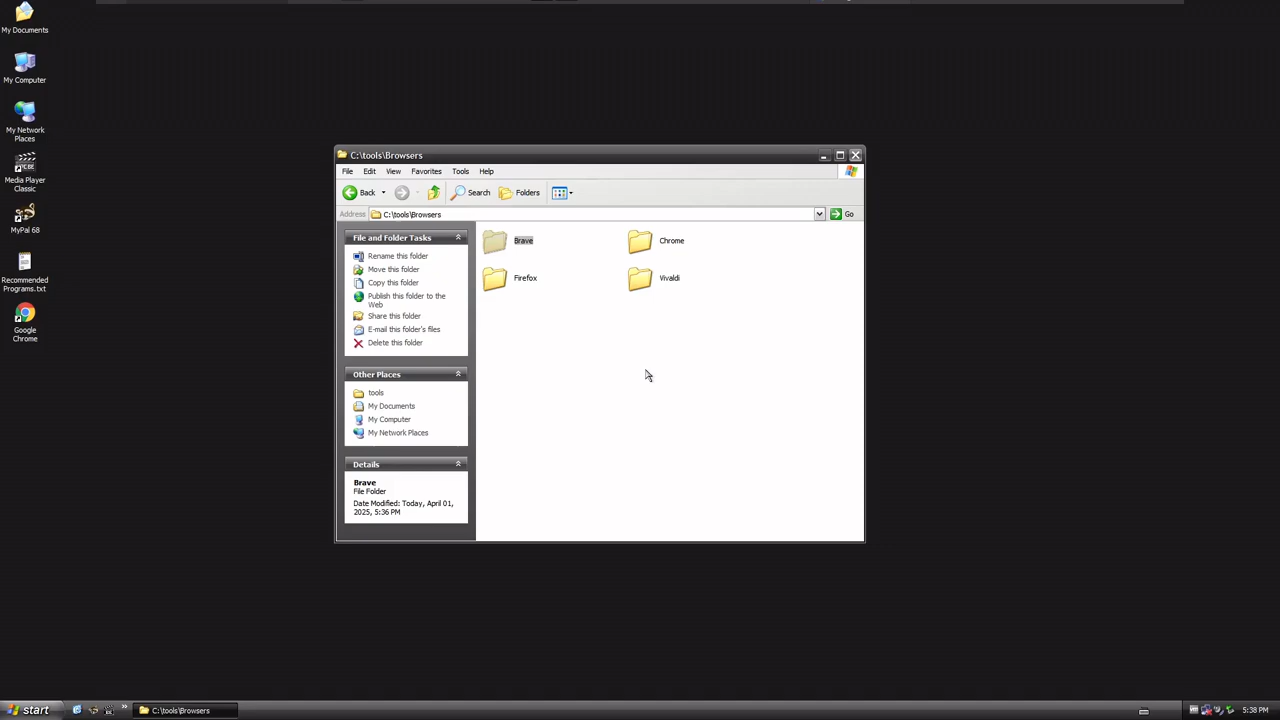 My Documents
My Computer
My Network
Places
Media Player
Classic
MyPal 68
Recommended
Programs.txt
Google
Chrome
C:\tools\Browsers
File Edit View Favorites Tools Help
Back Search Folders
Address C:\tools\Browsers Go
File and Folder Tasks
Rename this folder
Move this folder
Copy this folder
Publish this folder to the
Web
Share this folder
E-mail this folder's files
Delete this folder
Other Places
tools
My Documents
My Computer
My Network Places
Details
Brave
File Folder
Date Modified: Today, April 01,
2025, 5:36 PM
Brave Chrome
Firefox Vivaldi
start C:\tools\Browsers 5:38 PM